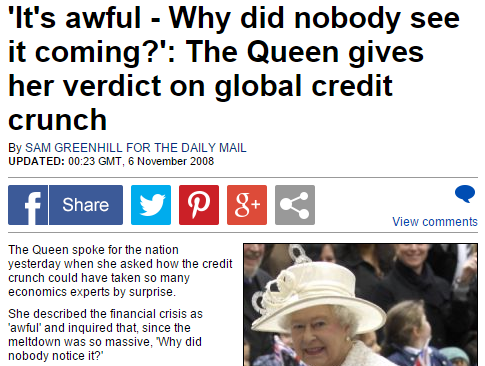 'It's awful - Why did nobody see
it coming?': The Queen gives
her verdict on global credit
crunch
By SAM GREENHILL FOR THE DAILY MAIL
UPDATED: 00:23 GMT, 6 November 2008
f Share
g+
View comments
The Queen spoke for the nation
yesterday when she asked how the credit
crunch could have taken so many
economics experts by surprise.
She described the financial crisis as
'awful' and inquired that, since the
meltdown was so massive, 'Why did
nobody notice it?'